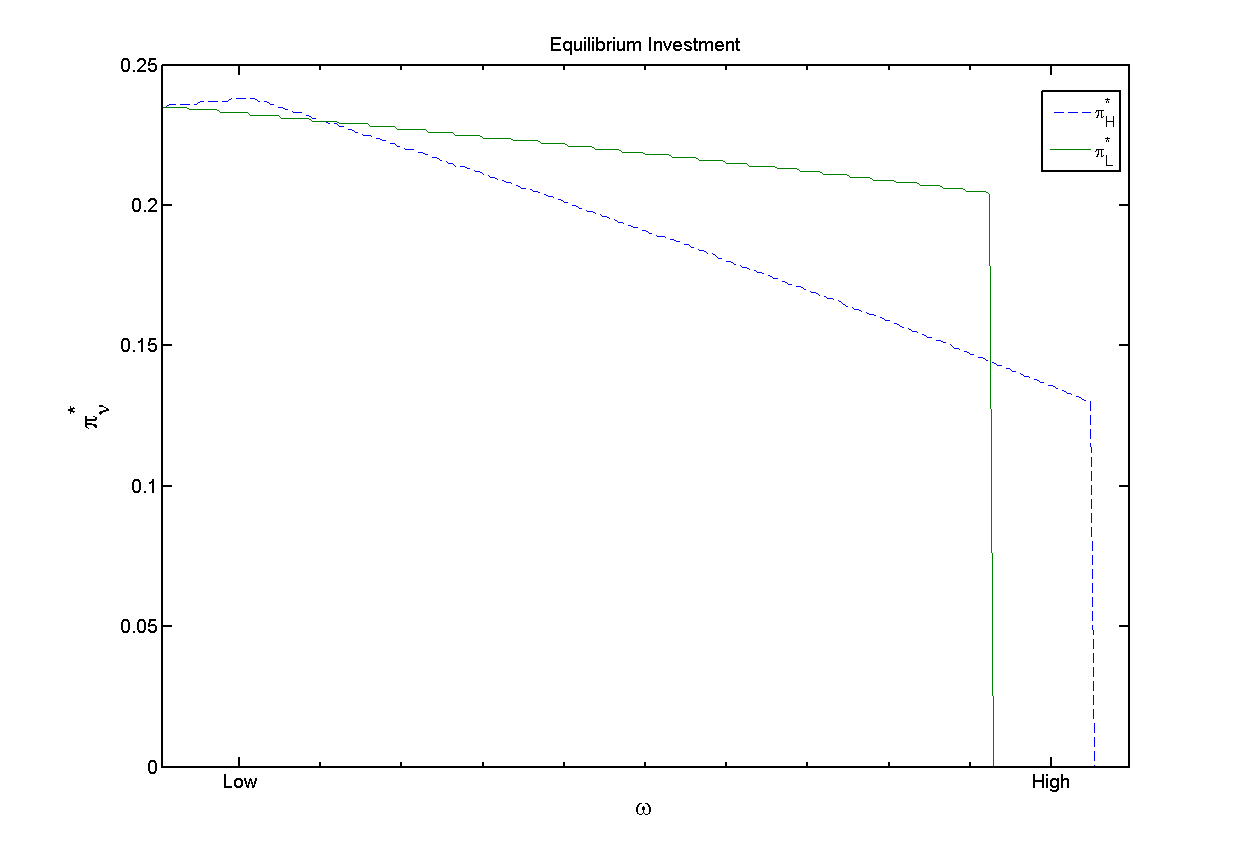 Equilibrium Investment
0.25
0.2
0.15
0.1
0.05
0
π*ν
Low
High
ω
π*H
π*L